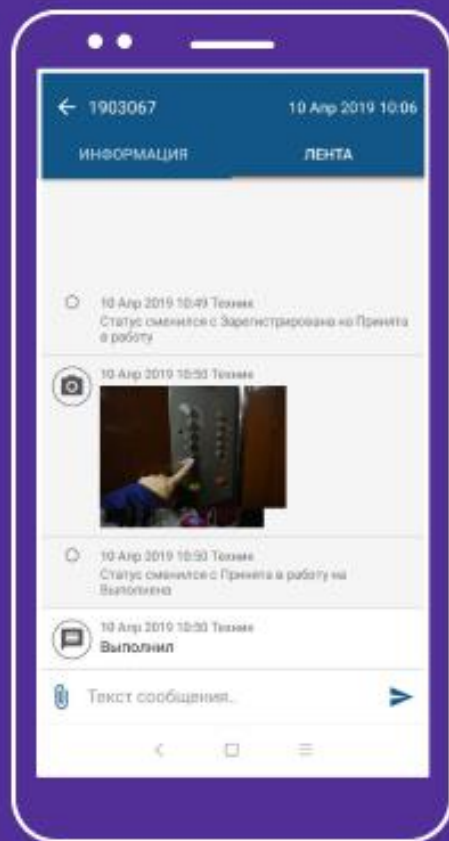 1903067 10 Апр 2019 10:06
ИНФОРМАЦИЯ ЛЕНТА
10 Апр 2019 10:49 Техник
Статус сменился с Зарегистрирована на Принята
в работу
10 Апр 2019 10:50 Техник
10 Апр 2019 10:50 Техник
Статус сменился с Принята в работу на
Выполнена
10 Апр 2019 10:50 Техник
Выполнил
Текст сообщения..